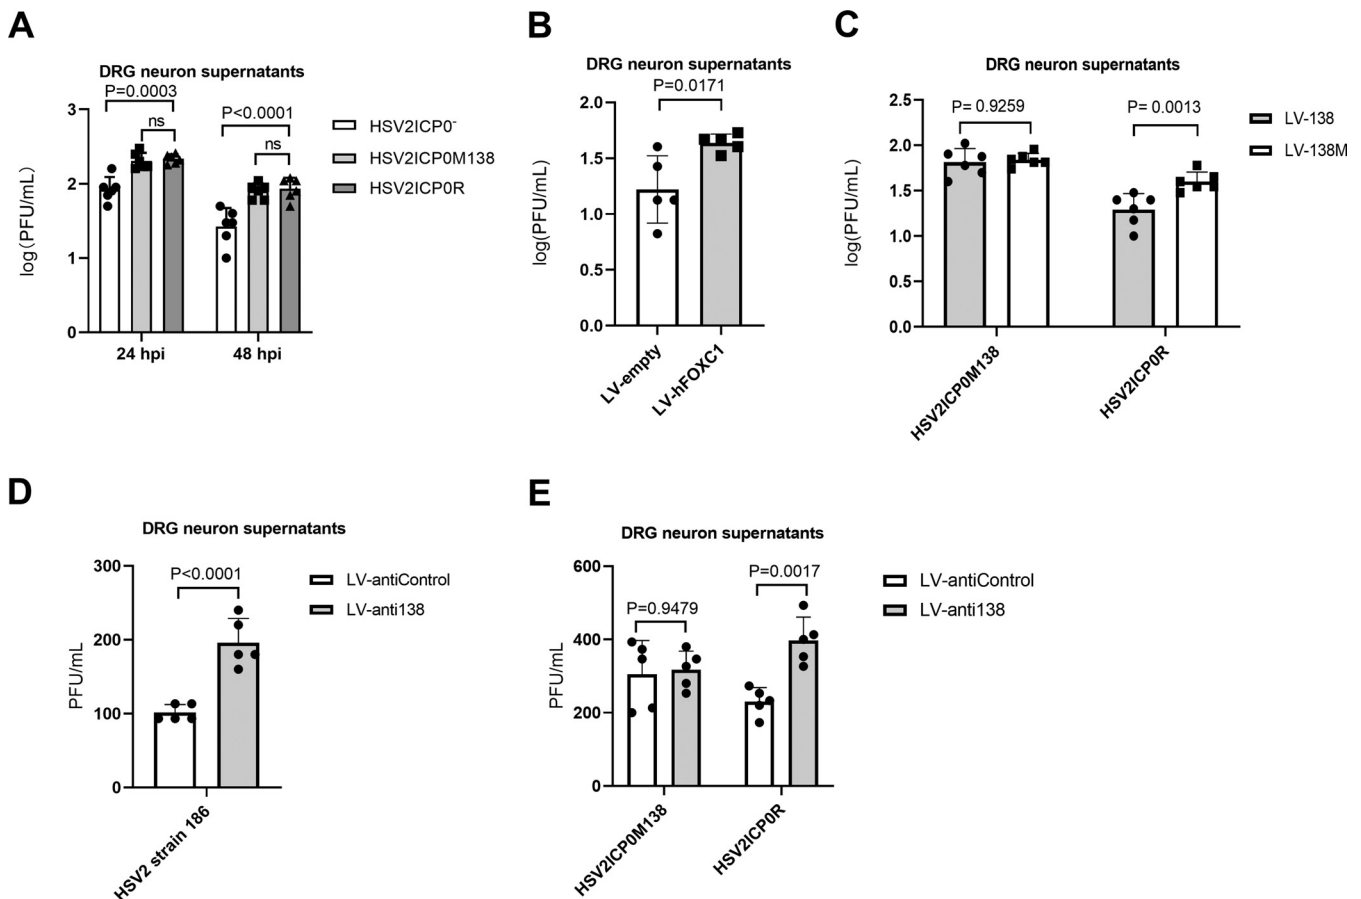 A
DRG neuron supernatants
P=0.0003
P<0.0001
ns
ns
3
2
1
0
log(PFU/mL)
24 hpi
48 hpi
HSV2ICP0-
HSV2ICP0M138
HSV2ICP0R
B
DRG neuron supernatants
P=0.0171
2.0
1.5
1.0
0.5
0.0
log(PFU/mL)
LV-empty
LV-hFOXC1
C
DRG neuron supernatants
P= 0.9259
P= 0.0013
2.5
2.0
1.5
1.0
0.5
0.0
log(PFU/mL)
HSV2ICP0M138
HSV2ICP0R
LV-138
LV-138M
D
DRG neuron supernatants
P<0.0001
300
200
100
0
PFU/mL
HSV2 strain 186
LV-antiControl
LV-anti138
E
DRG neuron supernatants
P=0.9479
P=0.0017
600
400
200
0
PFU/mL
HSV2ICP0M138
HSV2ICP0R
LV-antiControl
LV-anti138